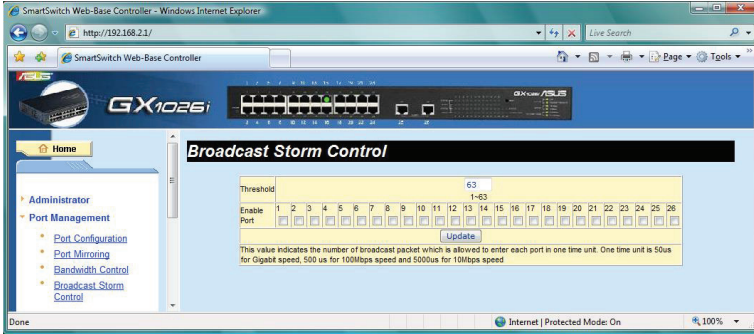 SmartSwitch Web-Base Controller - Windows Internet Explorer
http://192.168.2.1/
Live Search
SmartSwitch Web-Base Controller
Page
Tools
ASUS
GX1026i
ASUS
Home
Broadcast Storm Control
Administrator
Port Management
Port Configuration
Port Mirroring
Bandwidth Control
Broadcast Storm
Control
Threshold
63
1~63
Enable
Port
1 2 3 4 5 6 7 8 9 10 11 12 13 14 15 16 17 18 19 20 21 22 23 24 25 26
Update
This value indicates the number of broadcast packet which is allowed to enter each port in one time unit. One time unit is 50us
for Gigabit speed, 500 us for 100Mbps speed and 5000us for 10Mbps speed
Done
Internet | Protected Mode: On
100%